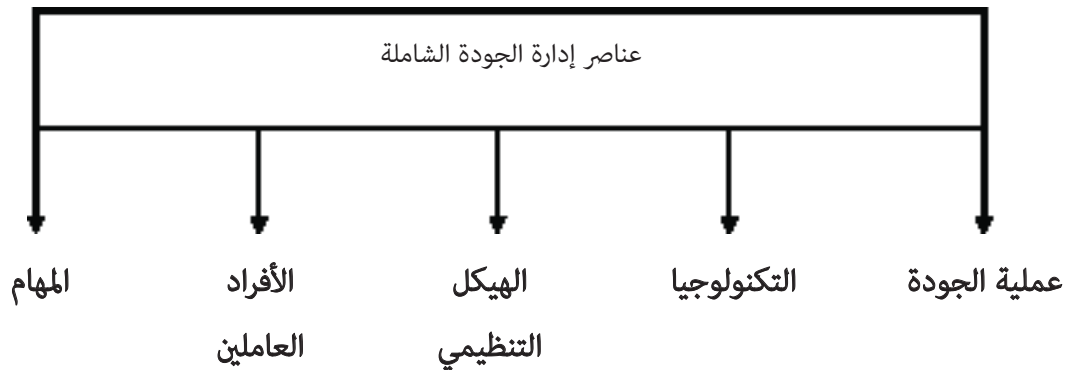 عناصر إدارة الجودة الشاملة
عملية الجودة
التكنولوجيا
الهيكل
التنظيمي
الأفراد
العاملين
المهام